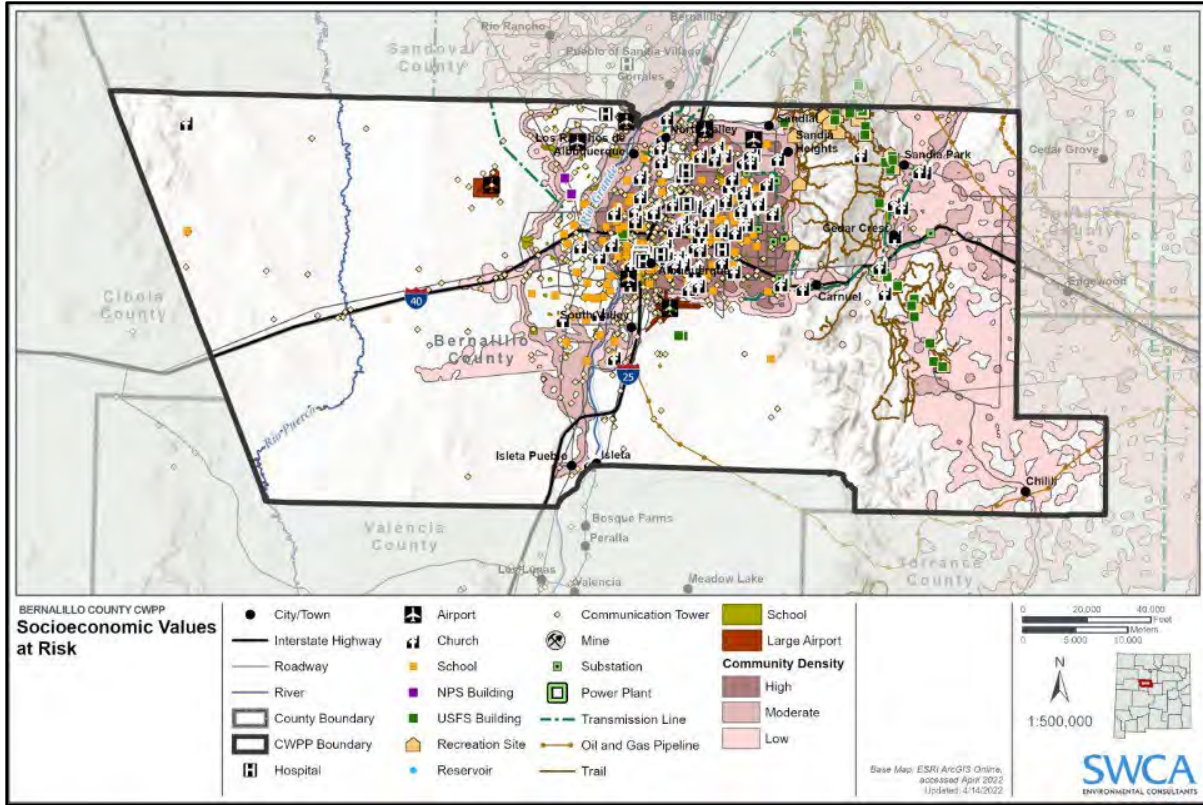 Rio Rancho
Bernalillo
Sandoval
County
Pueblo of Sandia Village
Corrales
Los Ranchos de
Albuquerque
North Valley
Sandia
Sandia
Heights
Sandia Park
Cedar Grove
Rio Grande
Cedar Crest
Albuquerque
Carnuel
Edgewood
Cibola
County
40
South Valley
Bernalillo
County
25
Rio Puerco
Isleta Pueblo
Isleta
Chilili
Valencia
County
Bosque Farms
Peralta
Los Lunas
Valencia
Meadow Lake
Torrance
County
BERNALILLO COUNTY CWPP
Socioeconomic Values
at Risk
City/Town
Interstate Highway
Roadway
River
County Boundary
CWPP Boundary
Hospital
Airport
Church
School
NPS Building
USFS Building
Recreation Site
Reservoir
Communication Tower
Mine
Substation
Power Plant
Transmission Line
Oil and Gas Pipeline
Trail
School
Large Airport
Community Density
High
Moderate
Low
Base Map: ESRI ArcGIS Online,
accessed April 2022
Updated: 4/14/2022
0 20,000 40,000
Feet
Meters
0 5,000 10,000
N
1:500,000
SWCA
ENVIRONMENTAL CONSULTANTS